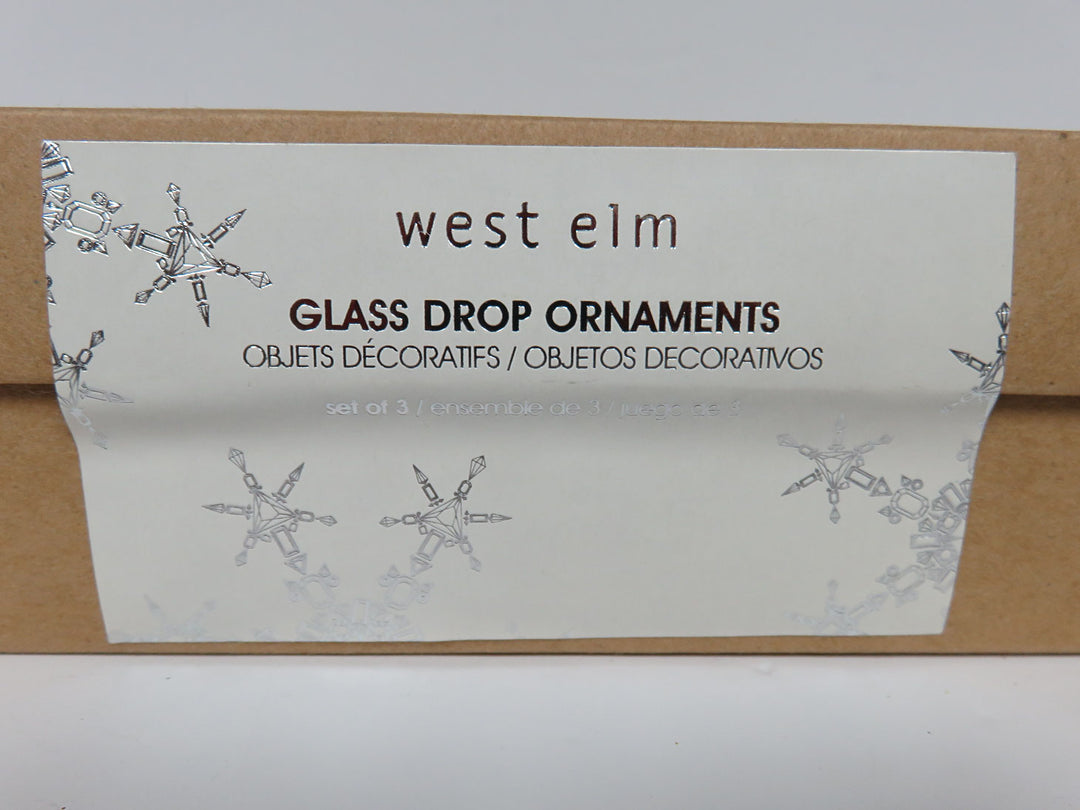 west elm
GLASS DROP ORNAMENTS
OBJETS DÉCORATIFS / OBJETOS DECORATIVOS
set of 3 / ensemble de 3 / juego de 3